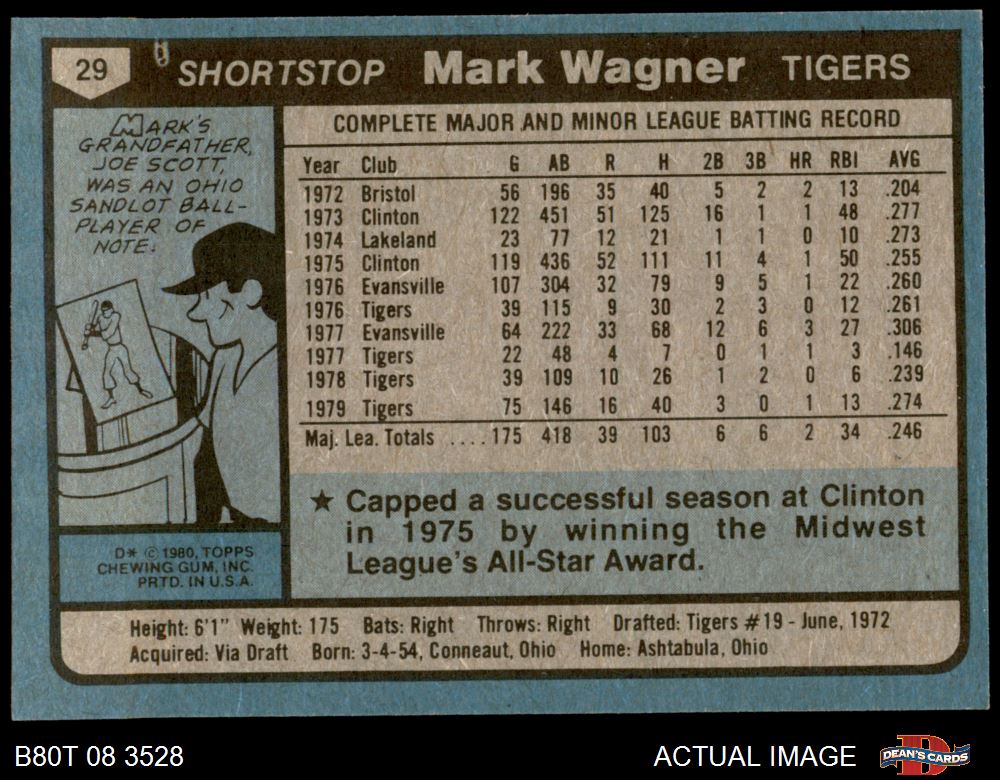 29 SHORTSTOP Mark Wagner TIGERS
MARK'S
GRANDFATHER,
JOE SCOTT,
WAS AN OHIO
SANDLOT BALL-
PLAYER OF
NOTE.
COMPLETE MAJOR AND MINOR LEAGUE BATTING RECORD
Year Club G AB R H 2B 3B HR RBI AVG
1972 Bristol 56 196 35 40 5 2 2 13 .204
1973 Clinton 122 451 51 125 16 1 1 48 .277
1974 Lakeland 23 77 12 21 1 1 0 10 .273
1975 Clinton 119 436 52 111 11 4 1 50 .255
1976 Evansville 107 304 32 79 9 5 1 22 .260
1976 Tigers 39 115 9 30 2 3 0 12 .261
1977 Evansville 64 222 33 68 12 6 3 27 .306
1977 Tigers 22 48 4 7 0 1 1 3 .146
1978 Tigers 39 109 10 26 1 2 0 6 .239
1979 Tigers 75 146 16 40 3 0 1 13 .274
Maj. Lea. Totals ....175 418 39 103 6 6 2 34 .246
★ Capped a successful season at Clinton
in 1975 by winning the Midwest
League's All-Star Award.
D* © 1980, TOPPS
CHEWING GUM, INC.
PRTD. IN U.S.A.
Height: 6'1" Weight: 175 Bats: Right Throws: Right Drafted: Tigers #19 - June, 1972
Acquired: Via Draft Born: 3-4-54, Conneaut, Ohio Home: Ashtabula, Ohio
B80T 08 3528 ACTUAL IMAGE DEAN'S CARDS